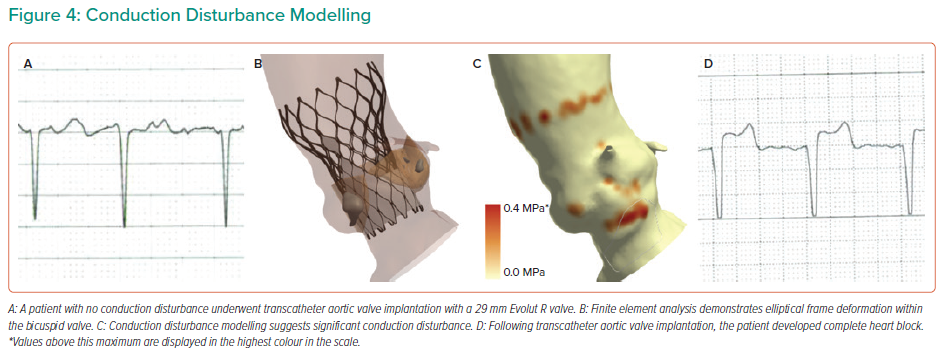 Figure 4: Conduction Disturbance Modelling
A
B
C
D
0.4 MPa*
0.0 MPa
A: A patient with no conduction disturbance underwent transcatheter aortic valve implantation with a 29 mm Evolut R valve. B: Finite element analysis demonstrates elliptical frame deformation within
the bicuspid valve. C: Conduction disturbance modelling suggests significant conduction disturbance. D: Following transcatheter aortic valve implantation, the patient developed complete heart block.
*Values above this maximum are displayed in the highest colour in the scale.